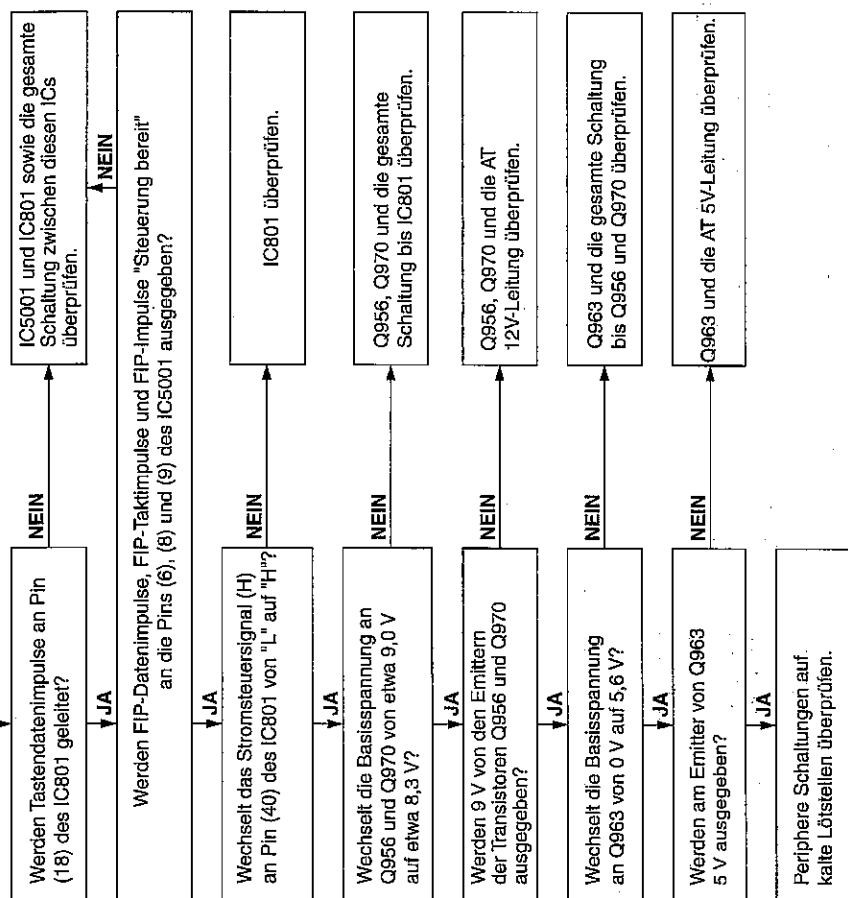 Werden Tastendatenimpulse an Pin
(18) des IC801 geleitet?
NEIN
IC5001 und IC801 sowie die gesamte
Schaltung zwischen diesen ICs
überprüfen.
JA
NEIN
Werden FIP-Datenimpulse, FIP-Taktimpulse und FIP-Impulse "Steuerung bereit"
an die Pins (6), (8) und (9) des IC5001 ausgegeben?
JA
Wechselt das Stromsteuersignal (H)
an Pin (40) des IC801 von "L" auf "H"?
NEIN
IC801 überprüfen.
JA
Wechselt die Basisspannung an
Q956 und Q970 von etwa 9,0 V
auf etwa 8,3 V?
NEIN
Q956, Q970 und die gesamte
Schaltung bis IC801 überprüfen.
JA
Werden 9 V von den Emittern
der Transistoren Q956 und Q970
ausgegeben?
NEIN
Q956, Q970 und die AT
12V-Leitung überprüfen.
JA
Wechselt die Basisspannung
an Q963 von 0 V auf 5,6 V?
NEIN
Q963 und die gesamte Schaltung
bis Q956 und Q970 überprüfen.
JA
Werden am Emitter von Q963
5 V ausgegeben?
NEIN
Q963 und die AT 5V-Leitung überprüfen.
JA
Periphere Schaltungen auf
kalte Lötstellen überprüfen.